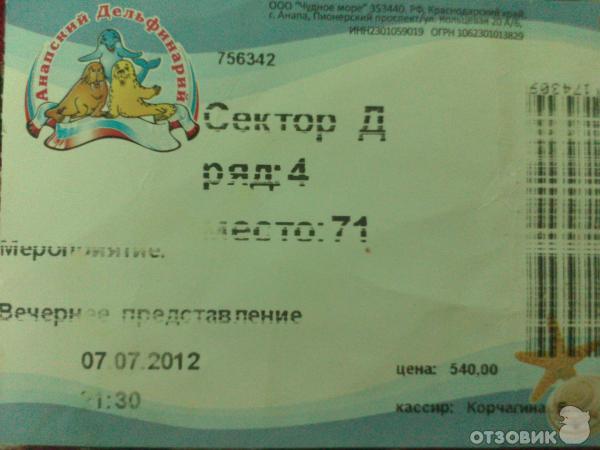 ООО "Чудное море" 353440, РФ, Краснодарский край
г. Анапа, Пионерский проспект/ул. Кольцевая 20 А/Б,
ИНН2301059019 ОГРН 1062301013829
Анапский Дельфинарий
756342
Сектор Д
ряд:4
место:71
Мероприятие:
Вечернее представление
07.07.2012
21:30
цена: 540,00
кассир: Корчагина
ОТЗОВИК